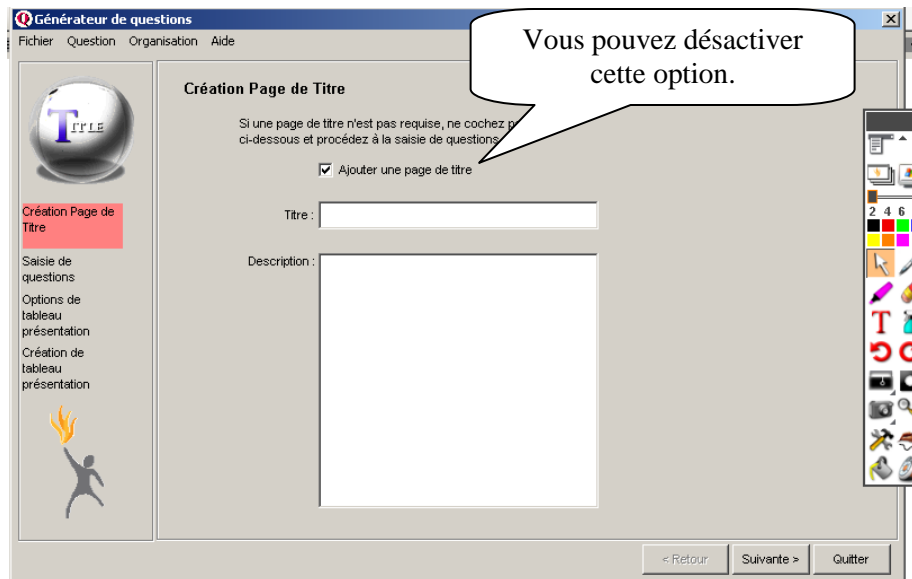 Générateur de questions
Vous pouvez désactiver
cette option.
Fichier Question Organisation Aide
TITLE
Création Page de Titre
Si une page de titre n'est pas requise, ne cochez
ci-dessous et procédez à la saisie de questions
Ajouter une page de titre
Titre :
Description :
Création Page de
Titre
Saisie de
questions
Options de
tableau
présentation
Création de
tableau
présentation
2 4 6
T
< Retour Suivante > Quitter